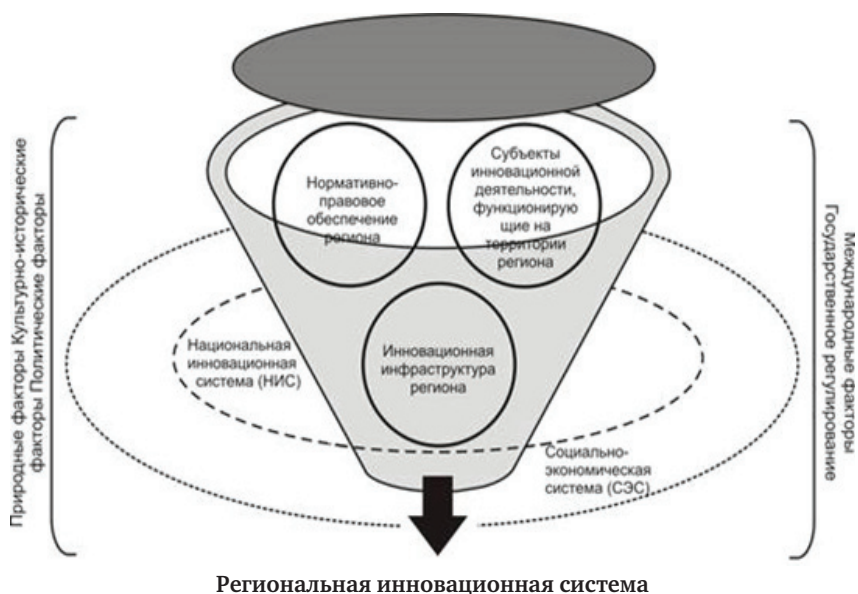 Природные факторы Культурно-исторические
факторы Политические факторы
Нормативно-
правовое
обеспечение
региона
Субъекты
инновационной
деятельности,
функционирую
щие на
территории
региона
Национальная
инновационная
система (НИС)
Инновационная
инфраструктура
региона
Социально-
экономическая
система (СЭС)
Международные факторы
Государственное регулирование
Региональная инновационная система